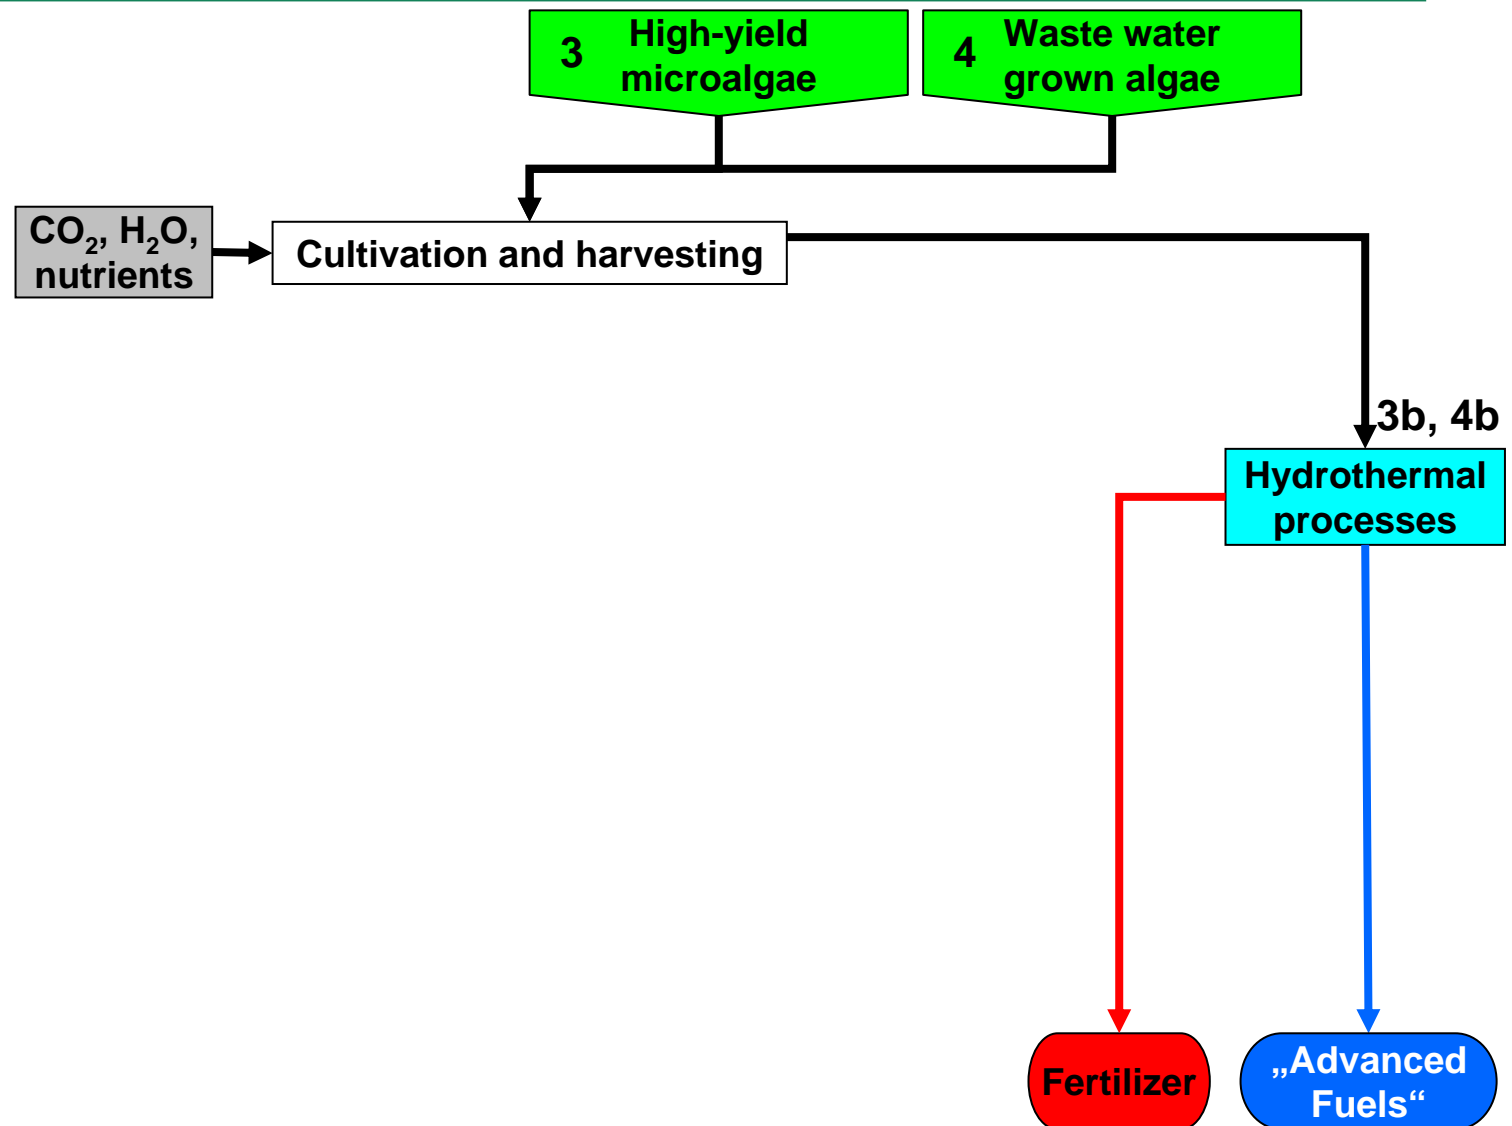 3
High-yield
microalgae
4
Waste water
grown algae
CO₂, H₂O,
nutrients
Cultivation and harvesting
3b, 4b
Hydrothermal
processes
Fertilizer
„Advanced
Fuels“